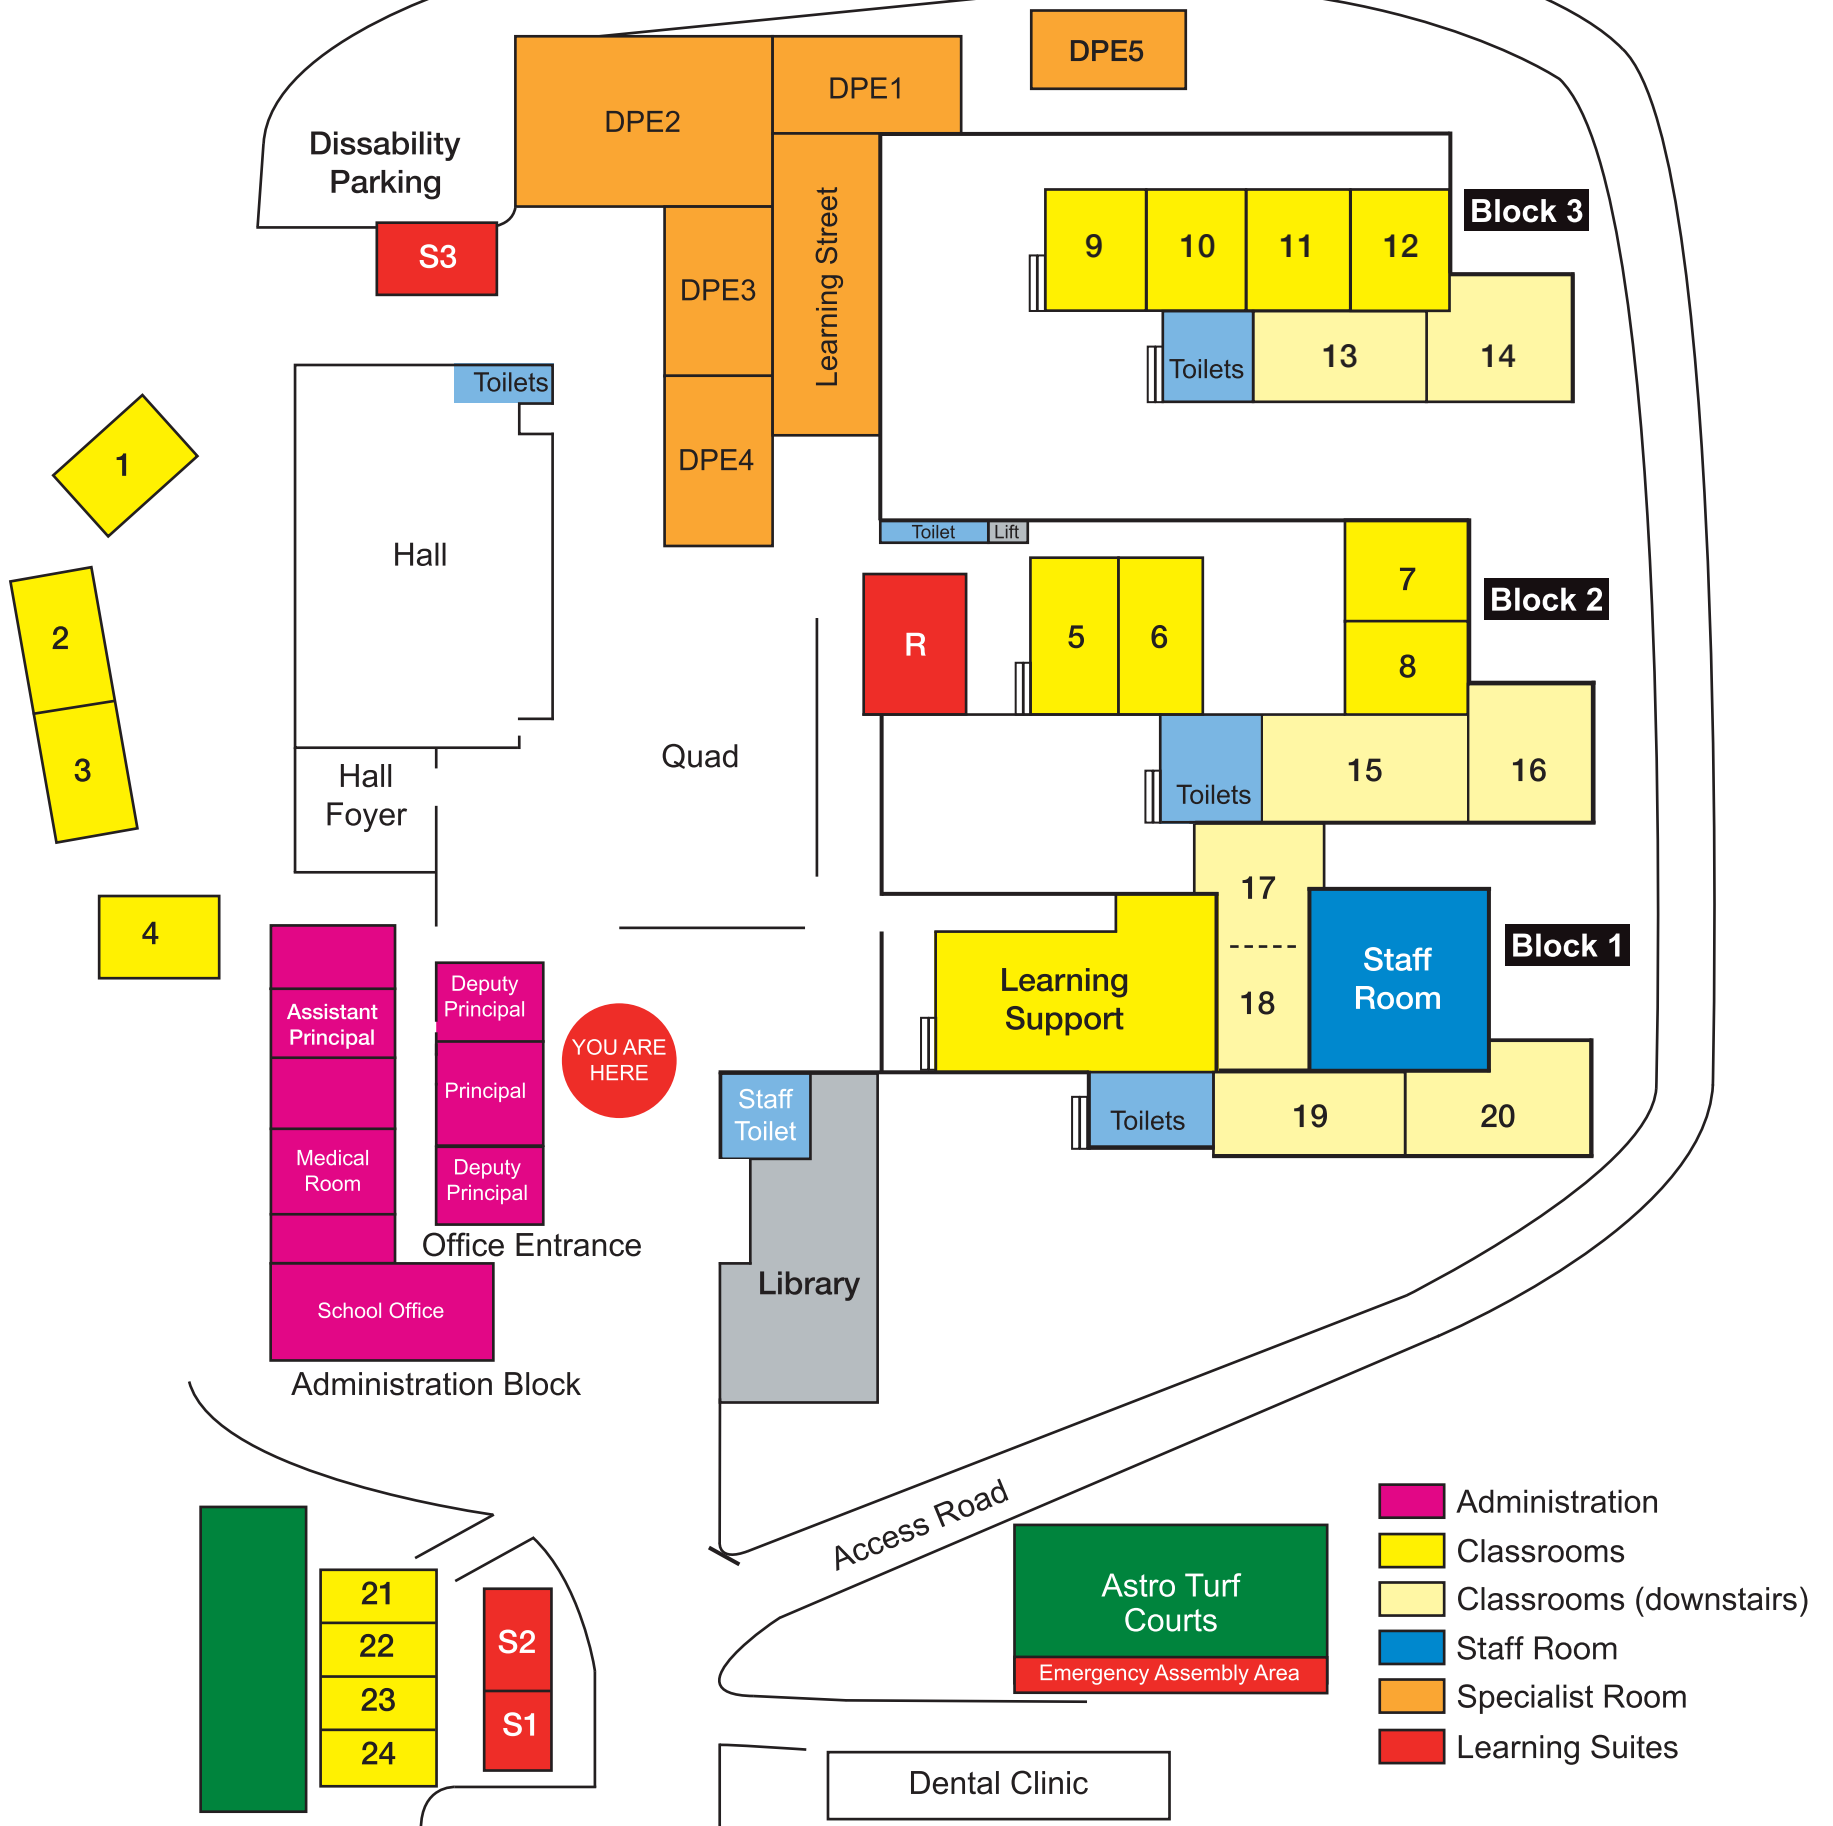 DPE5
DPE1
DPE2
Dissability
Parking
Learning Street
Block 3
S3
9
10
11
12
DPE3
Toilets
13
14
Toilets
1
DPE4
Hall
Toilet
Lift
7
Block 2
2
R
5
6
8
Quad
3
Hall
Foyer
Toilets
15
16
17
4
Block 1
Learning
Support
18
Staff
Room
Deputy
Principal
Assistant
Principal
YOU ARE
HERE
Principal
Staff
Toilet
Toilets
19
20
Medical
Room
Deputy
Principal
Office Entrance
Library
School Office
Administration Block
Access Road
Administration
Classrooms
Classrooms (downstairs)
Staff Room
Specialist Room
Learning Suites
Astro Turf
Courts
Emergency Assembly Area
21
22
23
24
S2
S1
Dental Clinic